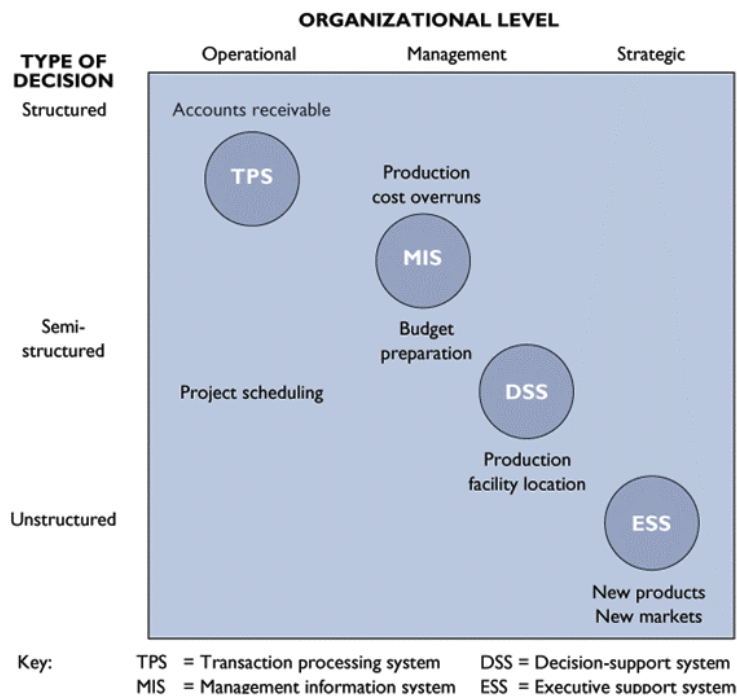 ORGANIZATIONAL LEVEL
TYPE OF
DECISION
Operational Management Strategic
Structured
Accounts receivable
TPS
Production
cost overruns
MIS
Semi-
structured
Budget
preparation
Project scheduling
DSS
Production
facility location
Unstructured
ESS
New products
New markets
Key: TPS = Transaction processing system DSS = Decision-support system
MIS = Management information system ESS = Executive support system